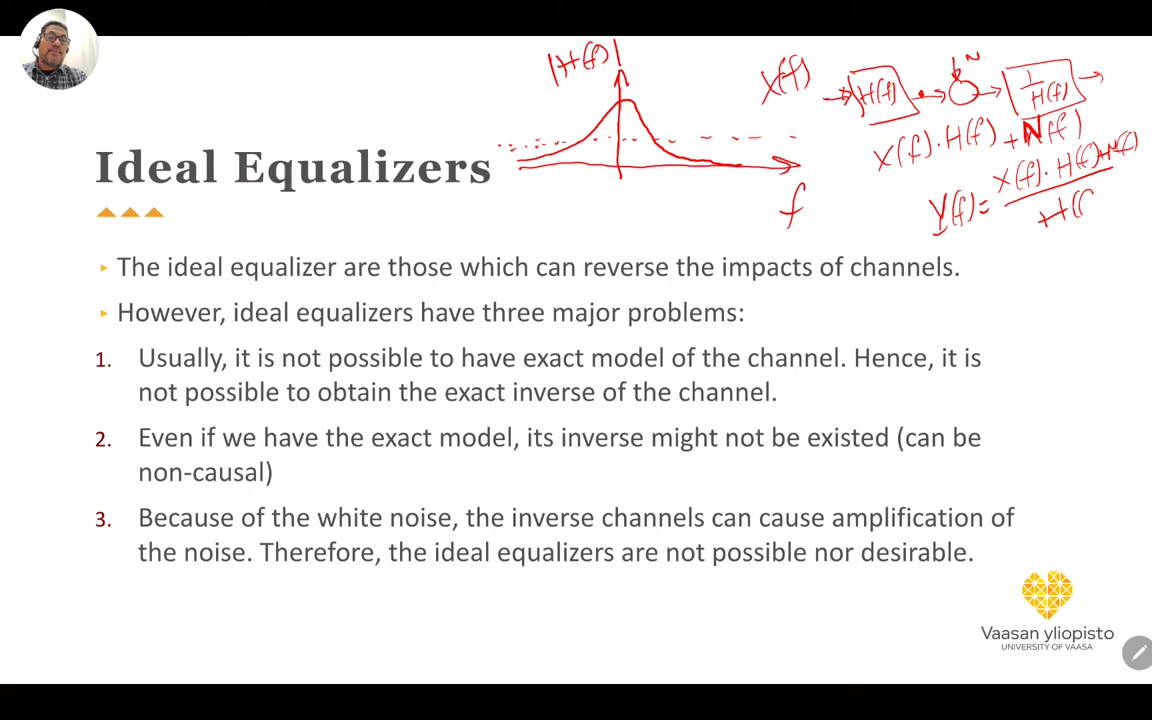 |H(f)|
X(f)
H(f)
N
1/H(f)
X(f)·H(f)+N(f)
Y(f)= X(f)·H(f)+N(f)
H(
f
Ideal Equalizers
The ideal equalizer are those which can reverse the impacts of channels.
However, ideal equalizers have three major problems:
1. Usually, it is not possible to have exact model of the channel. Hence, it is
not possible to obtain the exact inverse of the channel.
2. Even if we have the exact model, its inverse might not be existed (can be
non-causal)
3. Because of the white noise, the inverse channels can cause amplification of
the noise. Therefore, the ideal equalizers are not possible nor desirable.
Vaasan yliopisto
UNIVERSITY OF VAASA